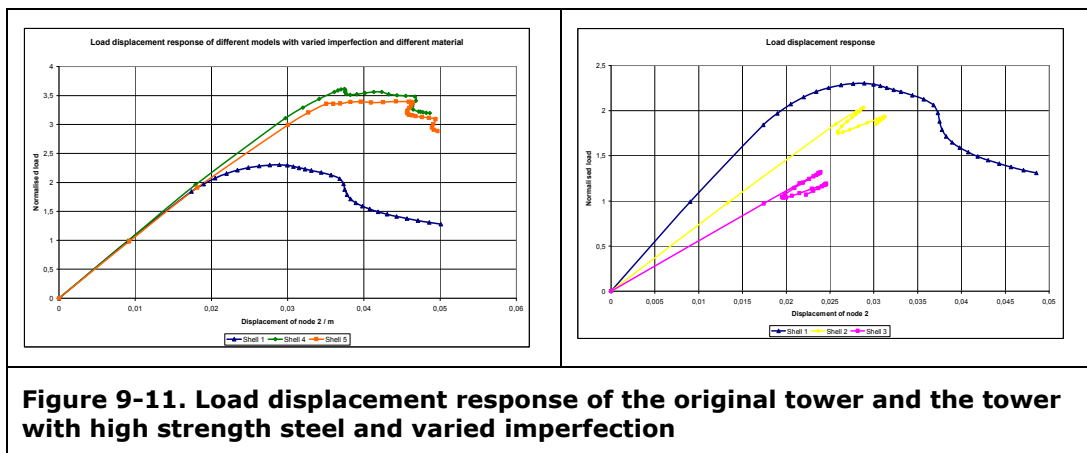 Load displacement response of different models with varied imperfection and different material
4
3,5
3
2,5
2
1,5
1
0,5
0
Normalised load
0 0,01 0,02 0,03 0,04 0,05 0,06
Displacement of node 2 / m
Shell 1 Shell 4 Shell 5
Load displacement response
2,5
2
1,5
1
0,5
0
Normalised load
0 0,005 0,01 0,015 0,02 0,025 0,03 0,035 0,04 0,045 0,05
Displacement of node 2
Shell 1 Shell 2 Shell 3
Figure 9-11. Load displacement response of the original tower and the tower
with high strength steel and varied imperfection